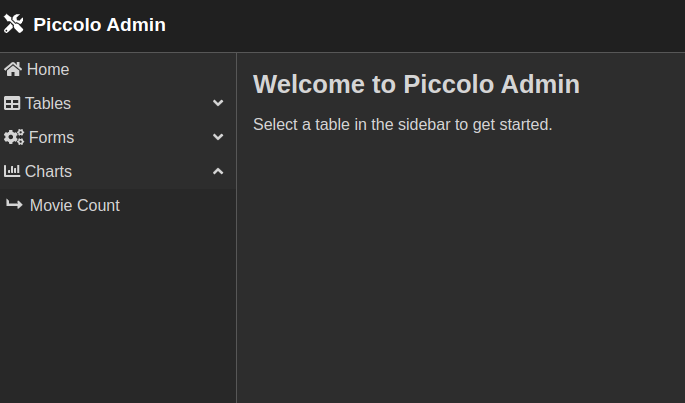 Piccolo Admin
Home
Tables
Forms
Charts
Movie Count
Welcome to Piccolo Admin
Select a table in the sidebar to get started.